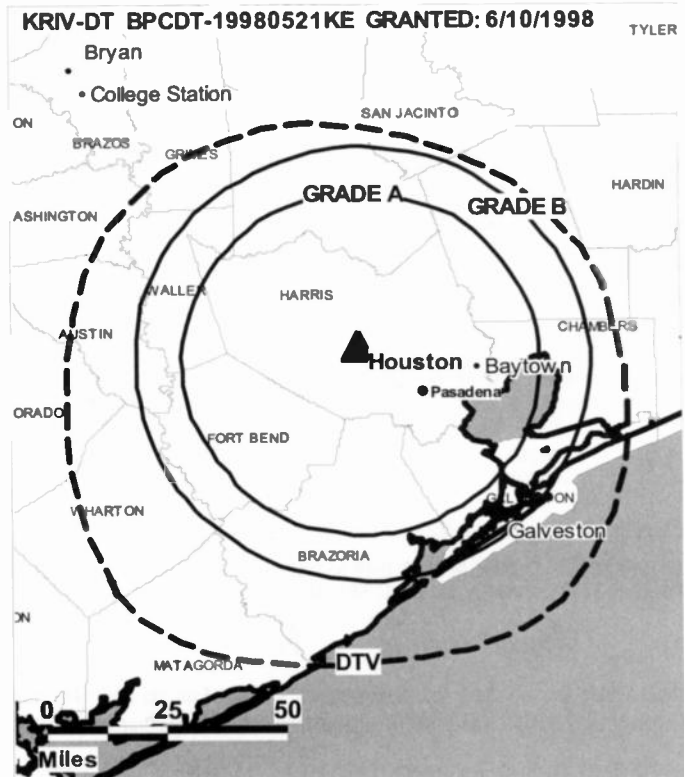 KRIV-DT BPCDT-19980521KE GRANTED: 6/10/1998
TYLER
Bryan
College Station
SAN JACINTO
ON
BRAZOS
GRIMES
HARDIN
GRADE A
GRADE B
ASHINGTON
WALLER
HARRIS
CHAMBERS
AUSTIN
Houston
Baytown
Pasadena
ORADO
FORT BEND
WHARTON
Galveston
BRAZORIA
ON
MATAGORDA
DTV
0 25 50
Miles